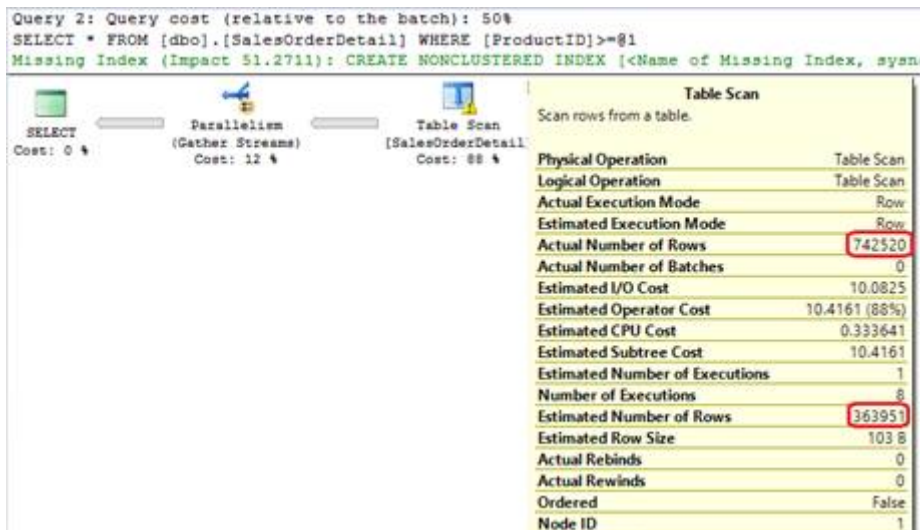 Query 2: Query cost (relative to the batch): 50%
SELECT * FROM [dbo].[SalesOrderDetail] WHERE [ProductID]>=@1
Missing Index (Impact 51.2711): CREATE NONCLUSTERED INDEX [<Name of Missing Index, sysn
SELECT
Cost: 0 %
Parallelism
(Gather Streams)
Cost: 12 %
Table Scan
[SalesOrderDetail]
Cost: 88 %
Table Scan
Scan rows from a table.
Physical Operation Table Scan
Logical Operation Table Scan
Actual Execution Mode Row
Estimated Execution Mode Row
Actual Number of Rows 742520
Actual Number of Batches 0
Estimated I/O Cost 10.0825
Estimated Operator Cost 10.4161 (88%)
Estimated CPU Cost 0.333641
Estimated Subtree Cost 10.4161
Estimated Number of Executions 1
Number of Executions 8
Estimated Number of Rows 363951
Estimated Row Size 103 B
Actual Rebinds 0
Actual Rewinds 0
Ordered False
Node ID 1